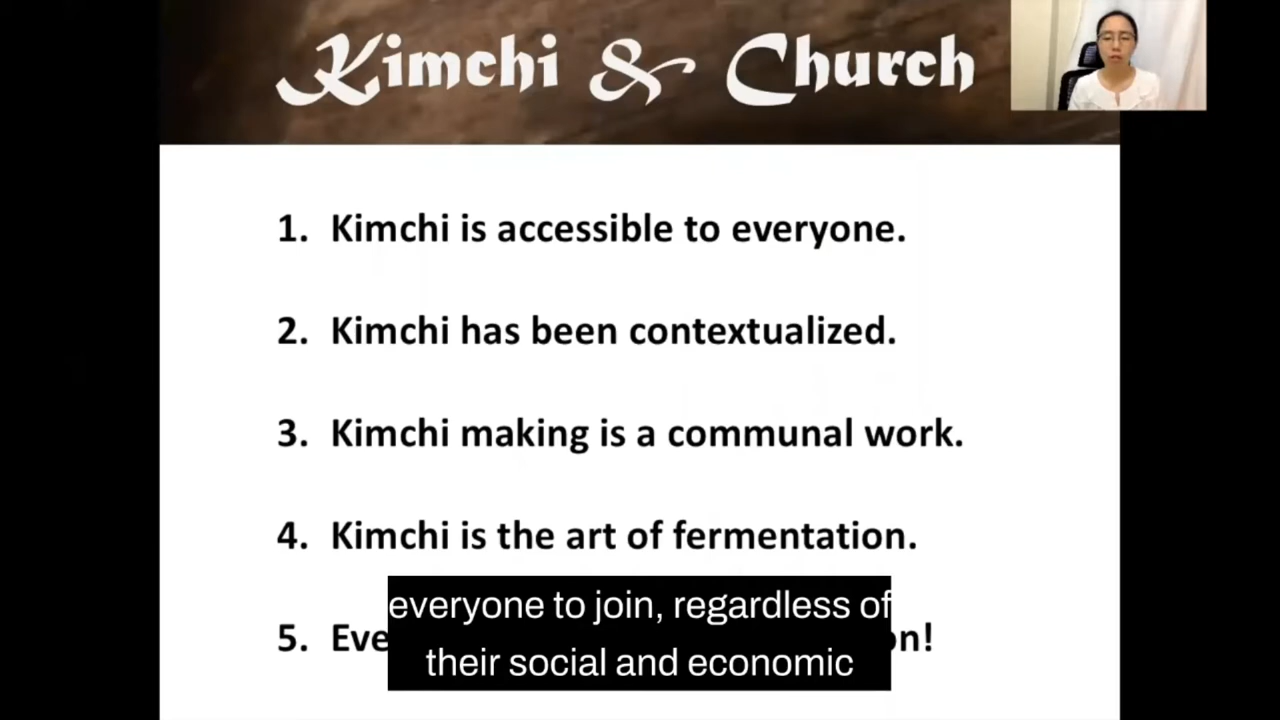 Kimchi & Church
1. Kimchi is accessible to everyone.
2. Kimchi has been contextualized.
3. Kimchi making is a communal work.
4. Kimchi is the art of fermentation.
5.
everyone to join, regardless of
their social and economic